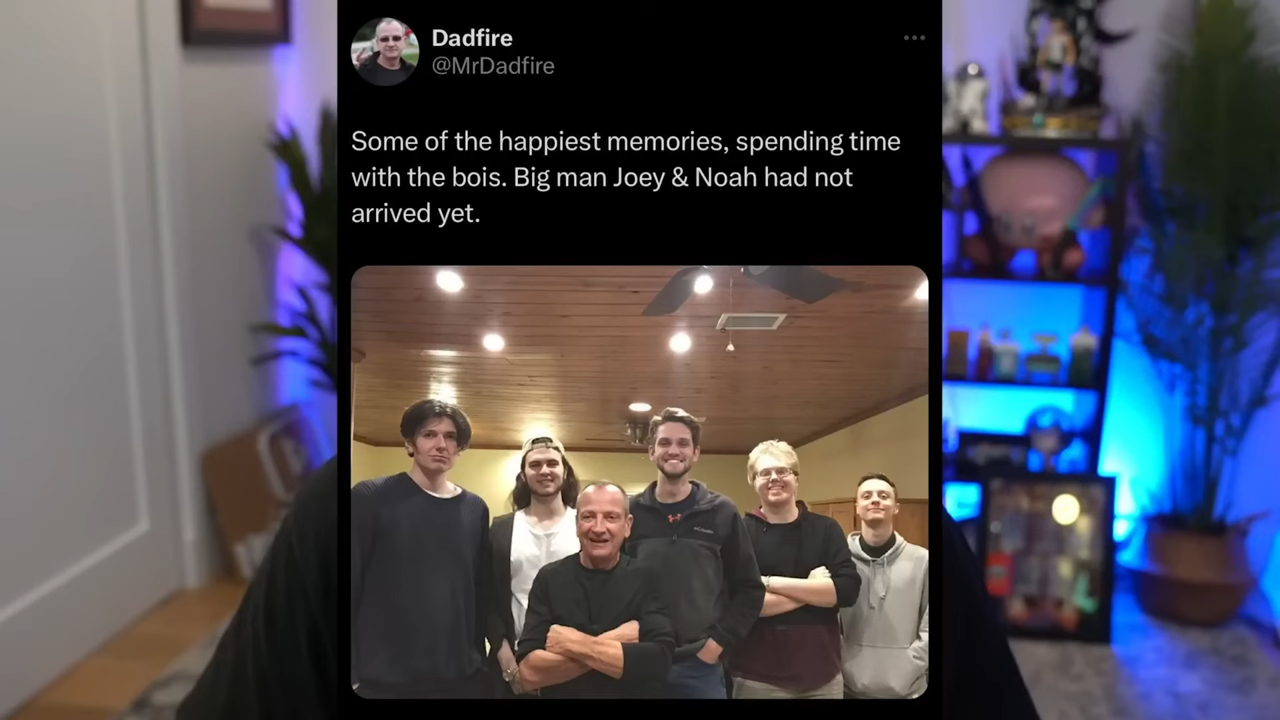 Dadfire
@MrDadfire
Some of the happiest memories, spending time
with the bois. Big man Joey & Noah had not
arrived yet.
Columbia